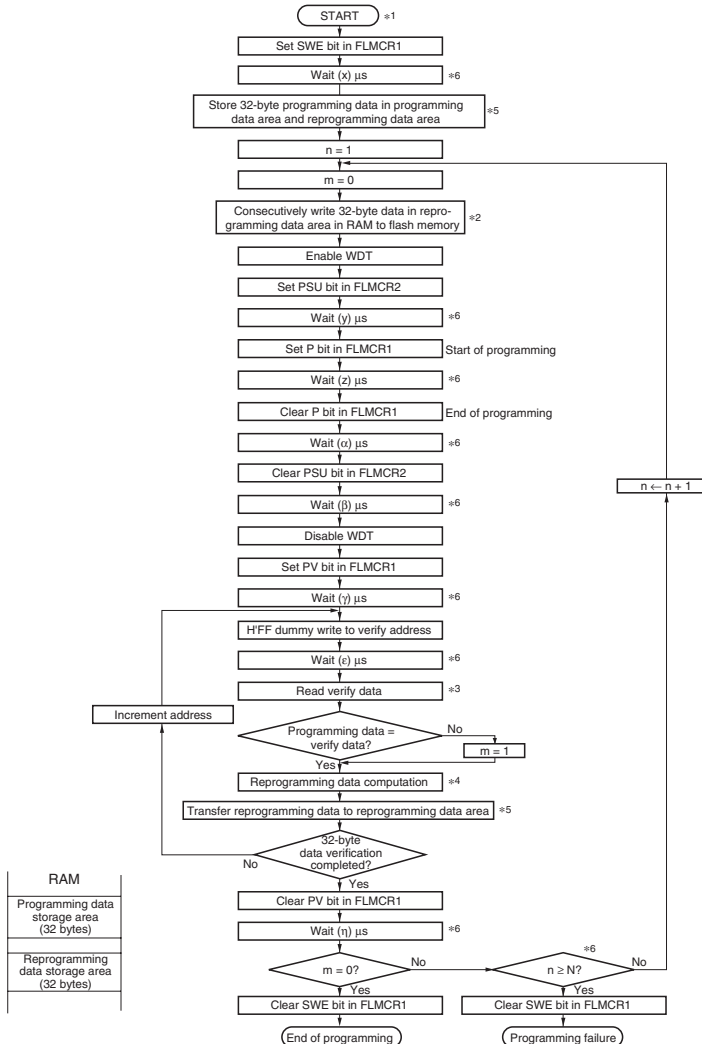 START *1
Set SWE bit in FLMCR1
Wait (x) μs *6
Store 32-byte programming data in programming
data area and reprogramming data area *5
n = 1
m = 0
Consecutively write 32-byte data in repro-
gramming data area in RAM to flash memory *2
Enable WDT
Set PSU bit in FLMCR2
Wait (y) μs *6
Set P bit in FLMCR1 Start of programming
Wait (z) μs *6
Clear P bit in FLMCR1 End of programming
Wait (α) μs *6
Clear PSU bit in FLMCR2
n ← n + 1
Wait (β) μs *6
Disable WDT
Set PV bit in FLMCR1
Wait (γ) μs *6
H'FF dummy write to verify address
Wait (ε) μs *6
Read verify data *3
Increment address
Programming data =
verify data?
No
m = 1
Yes
Reprogramming data computation *4
Transfer reprogramming data to reprogramming data area *5
32-byte
data verification
completed?
No
Yes
Clear PV bit in FLMCR1
Wait (η) μs *6
RAM
Programming data
storage area
(32 bytes)
Reprogramming
data storage area
(32 bytes)
m = 0?
No
Yes
*6
n ≥ N?
No
Yes
Clear SWE bit in FLMCR1
Clear SWE bit in FLMCR1
End of programming
Programming failure